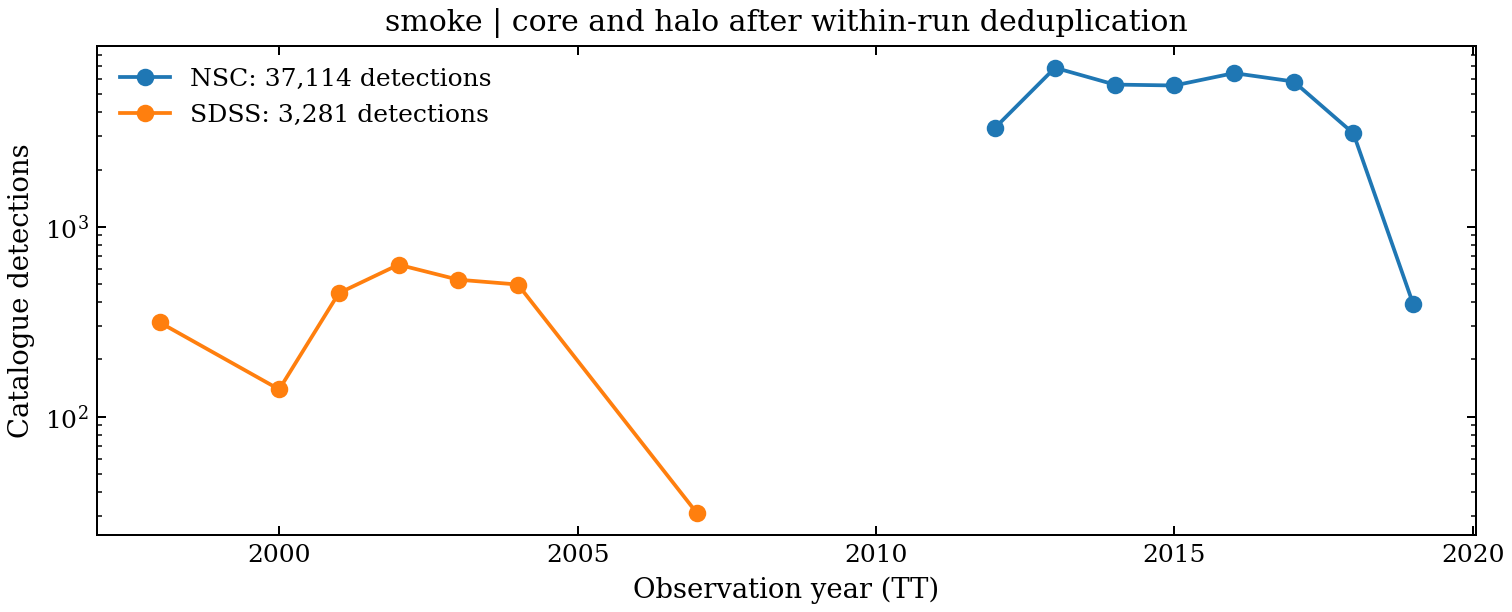 smoke | core and halo after within-run deduplication
NSC: 37,114 detections
SDSS: 3,281 detections
Catalogue detections
10³
10²
2000 2005 2010 2015 2020
Observation year (TT)